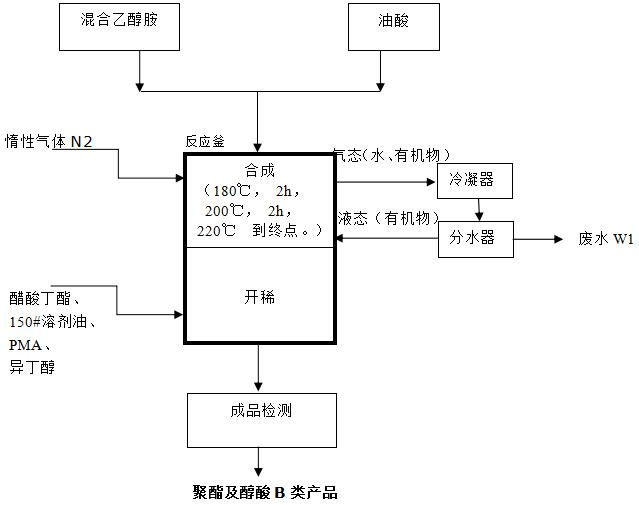 混合乙醇胺
油酸
惰性气体 N2
反应釜
气态（水、有机物）
合成
（180℃， 2h，
200℃， 2h，
220℃ 到终点。）
冷凝器
液态（有机物）
分水器
废水 W1
醋酸丁酯、
150#溶剂油、
PMA、
异丁醇
开稀
成品检测
聚酯及醇酸 B 类产品